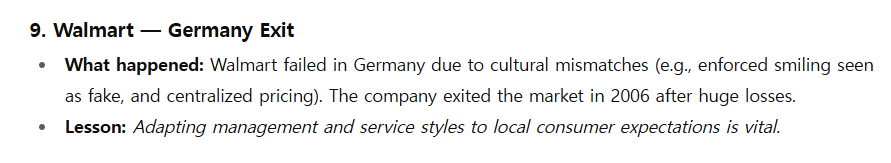 9. Walmart — Germany Exit
• What happened: Walmart failed in Germany due to cultural mismatches (e.g., enforced smiling seen
as fake, and centralized pricing). The company exited the market in 2006 after huge losses.
• Lesson: Adapting management and service styles to local consumer expectations is vital.